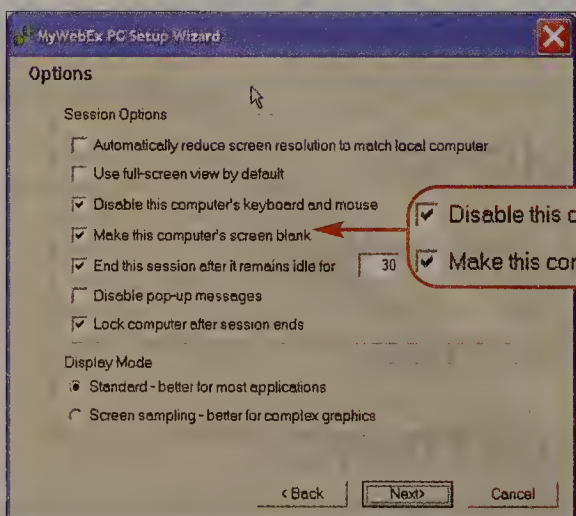 MyWebEx PC Setup Wizard
Options
Session Options
Automatically reduce screen resolution to match local computer
Use full-screen view by default
Disable this computer's keyboard and mouse
Make this computer's screen blank
End this session after it remains idle for 30
Disable pop-up messages
Lock computer after session ends
Disable this c
Make this con
Display Mode
Standard - better for most applications
Screen sampling - better for complex graphics
< Back
Next>
Cancel